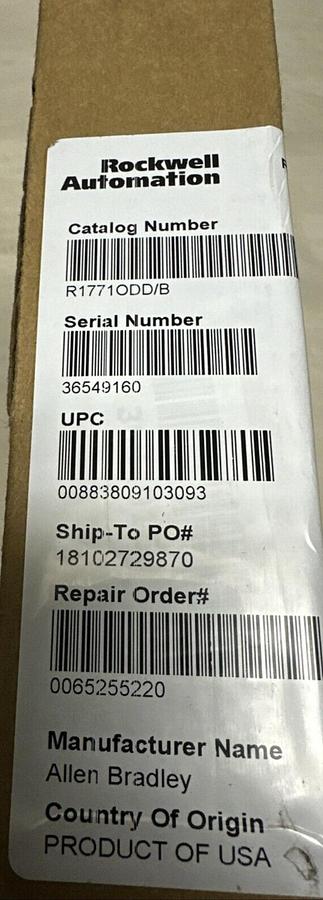 Rockwell
Automation
Catalog Number
R1771ODD/B
Serial Number
36549160
UPC
00883809103093
Ship-To PO#
18102729870
Repair Order#
0065255220
Manufacturer Name
Allen Bradley
Country Of Origin
PRODUCT OF USA